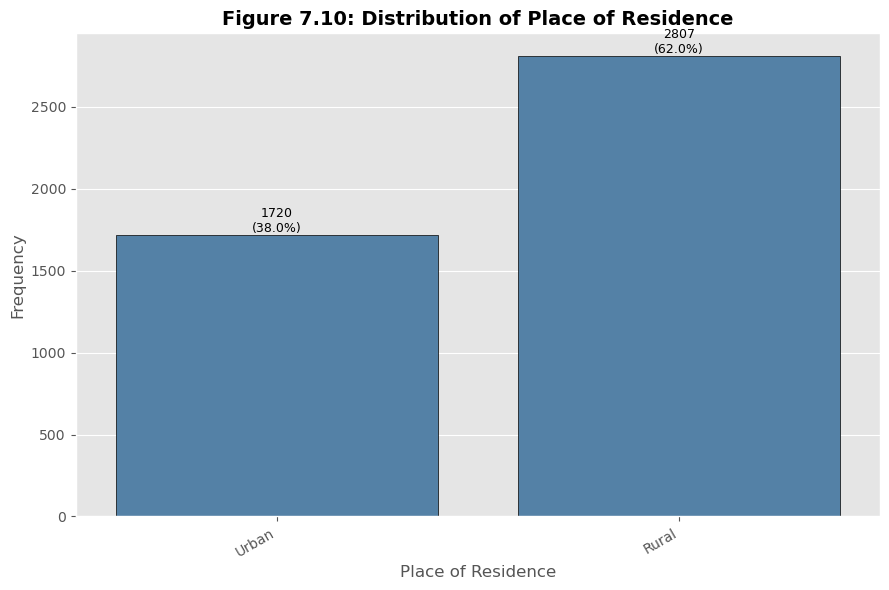 Figure 7.10: Distribution of Place of Residence
2807
(62.0%)
2500
2000
1720
(38.0%)
1500
1000
500
0
Frequency
Urban
Rural
Place of Residence